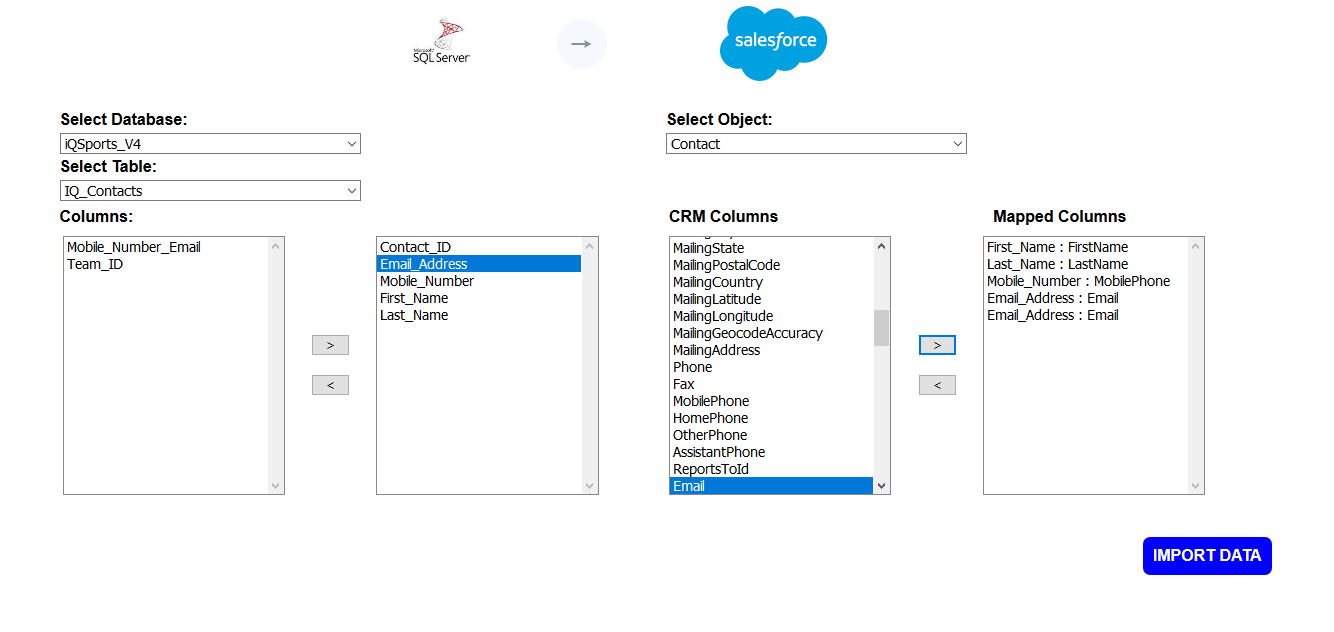 Microsoft
SQL Server
→
salesforce
Select Database:
iQSports_V4
Select Table:
IQ_Contacts
Select Object:
Contact
Columns:
Mobile_Number_Email
Team_ID
>
<
Contact_ID
Email_Address
Mobile_Number
First_Name
Last_Name
CRM Columns
MailingState
MailingPostalCode
MailingCountry
MailingLatitude
MailingLongitude
MailingGeocodeAccuracy
MailingAddress
Phone
Fax
MobilePhone
HomePhone
OtherPhone
AssistantPhone
ReportsToId
Email
>
<
Mapped Columns
First_Name : FirstName
Last_Name : LastName
Mobile_Number : MobilePhone
Email_Address : Email
Email_Address : Email
IMPORT DATA